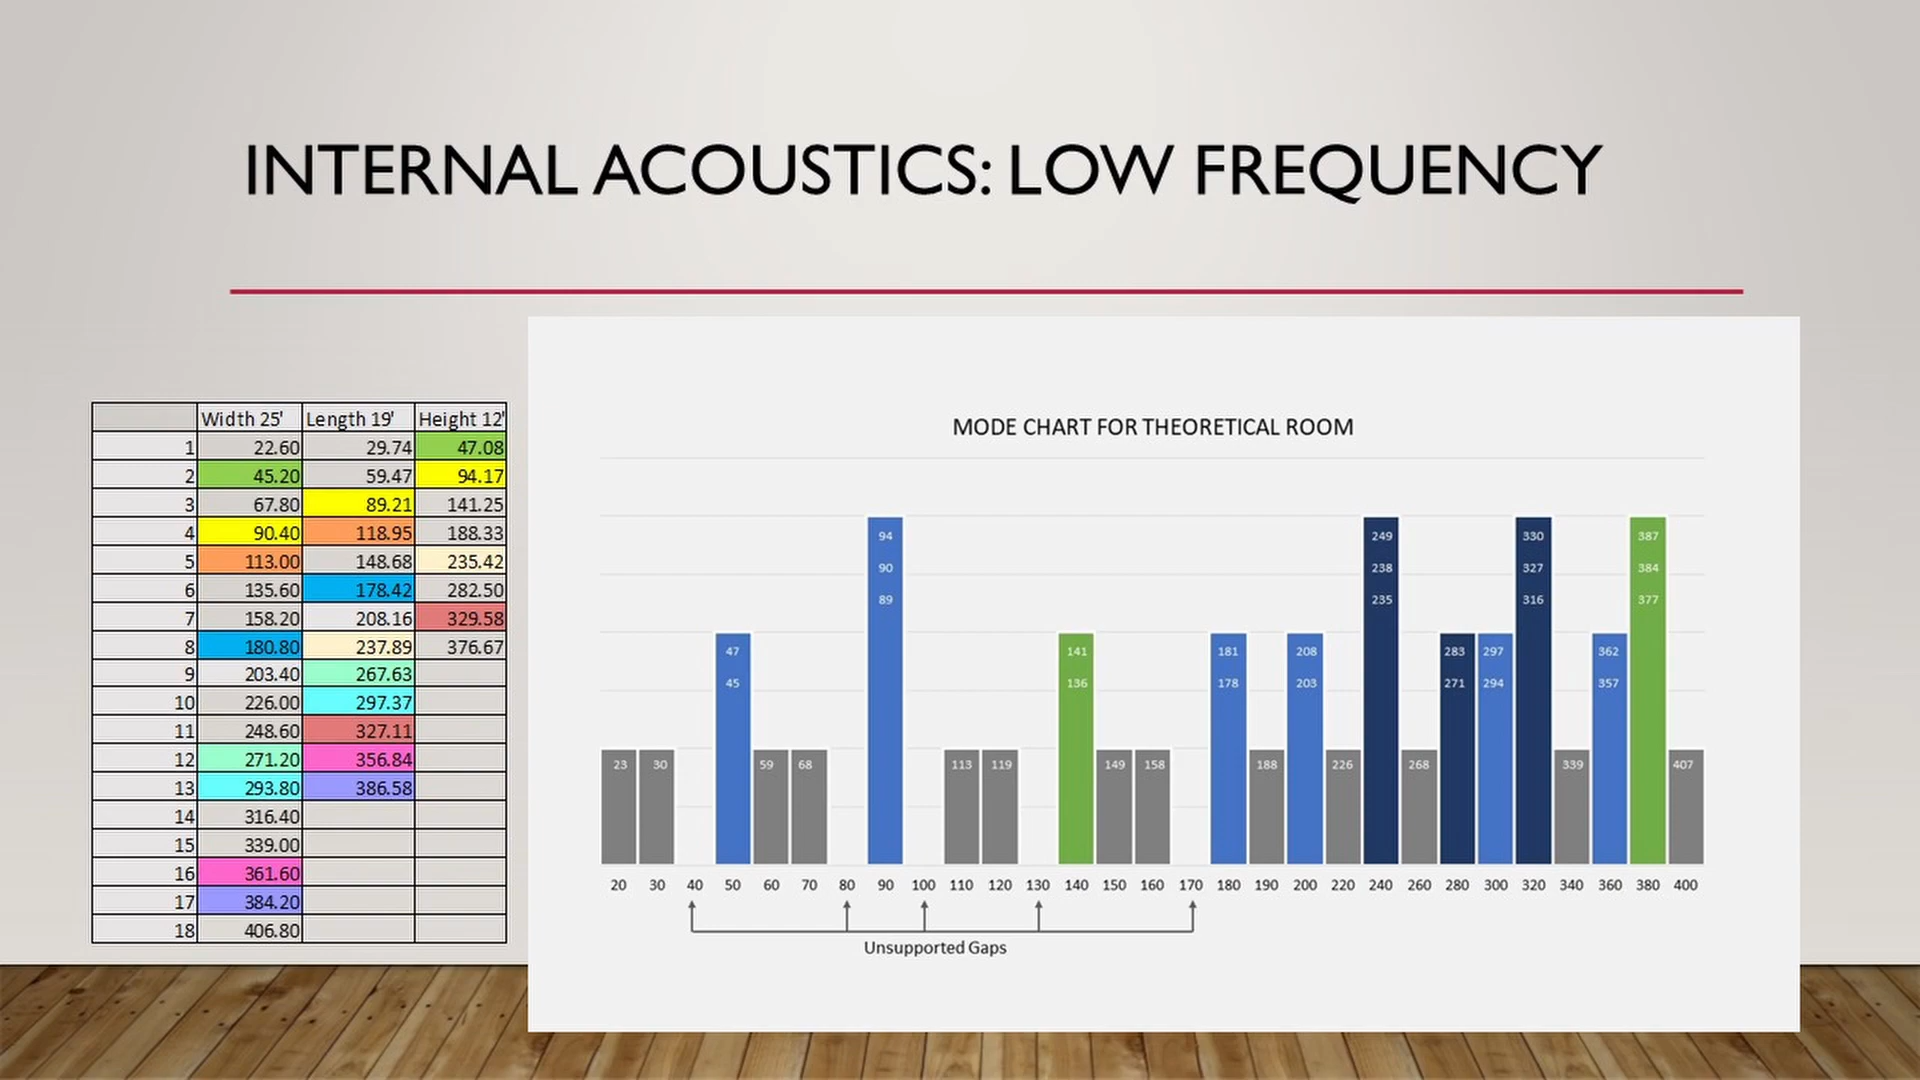 INTERNAL ACOUSTICS: LOW FREQUENCY
Width 25' Length 19' Height 12'
1 22.60 29.74 47.08
2 45.20 59.47 94.17
3 67.80 89.21 141.25
4 90.40 118.95 188.33
5 113.00 148.68 235.42
6 135.60 178.42 282.50
7 158.20 208.16 329.58
8 180.80 237.89 376.67
9 203.40 267.63
10 226.00 297.37
11 248.60 327.11
12 271.20 356.84
13 293.80 386.58
14 316.40
15 339.00
16 361.60
17 384.20
18 406.80
MODE CHART FOR THEORETICAL ROOM
94 249 330 387
90 238 327 384
89 235 316 377
47 141 181 208 283 297 362
45 136 178 203 271 294 357
23 30 59 68 113 119 149 158 188 226 268 339 407
20 30 40 50 60 70 80 90 100 110 120 130 140 150 160 170 180 190 200 220 240 260 280 300 320 340 360 380 400
Unsupported Gaps